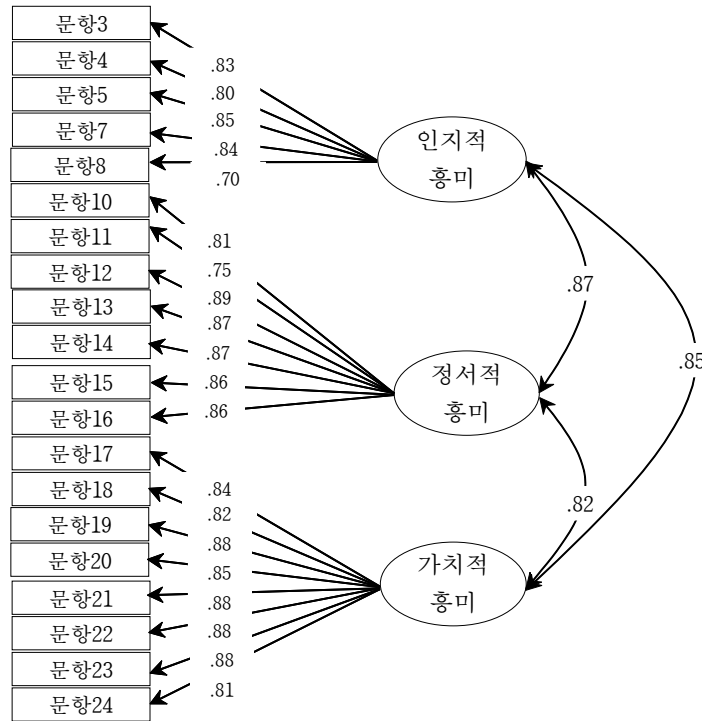 문항3
문항4
문항5
문항7
문항8
문항10
문항11
문항12
문항13
문항14
문항15
문항16
문항17
문항18
문항19
문항20
문항21
문항22
문항23
문항24
.83
.80
.85
.84
.70
.81
.75
.89
.87
.87
.86
.86
.84
.82
.88
.85
.88
.88
.88
.81
인지적
흥미
정서적
흥미
가치적
흥미
.87
.85
.82